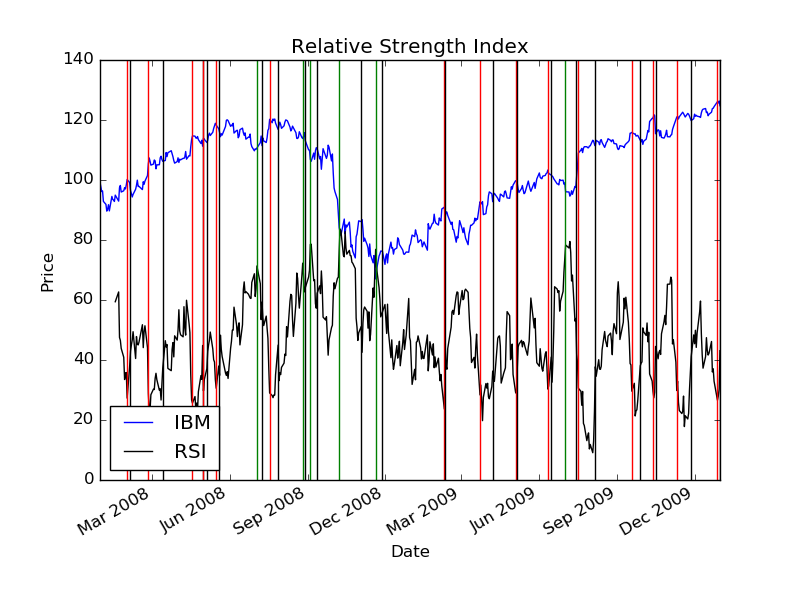 Relative Strength Index
140
120
100
80
60
40
20
0
Price
IBM
RSI
Mar 2008
Jun 2008
Sep 2008
Dec 2008
Mar 2009
Jun 2009
Sep 2009
Dec 2009
Date